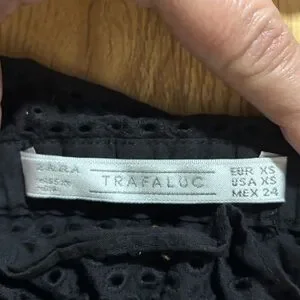 ZARA
TRAFALUC
EUR XS
USA XS
MEX 24